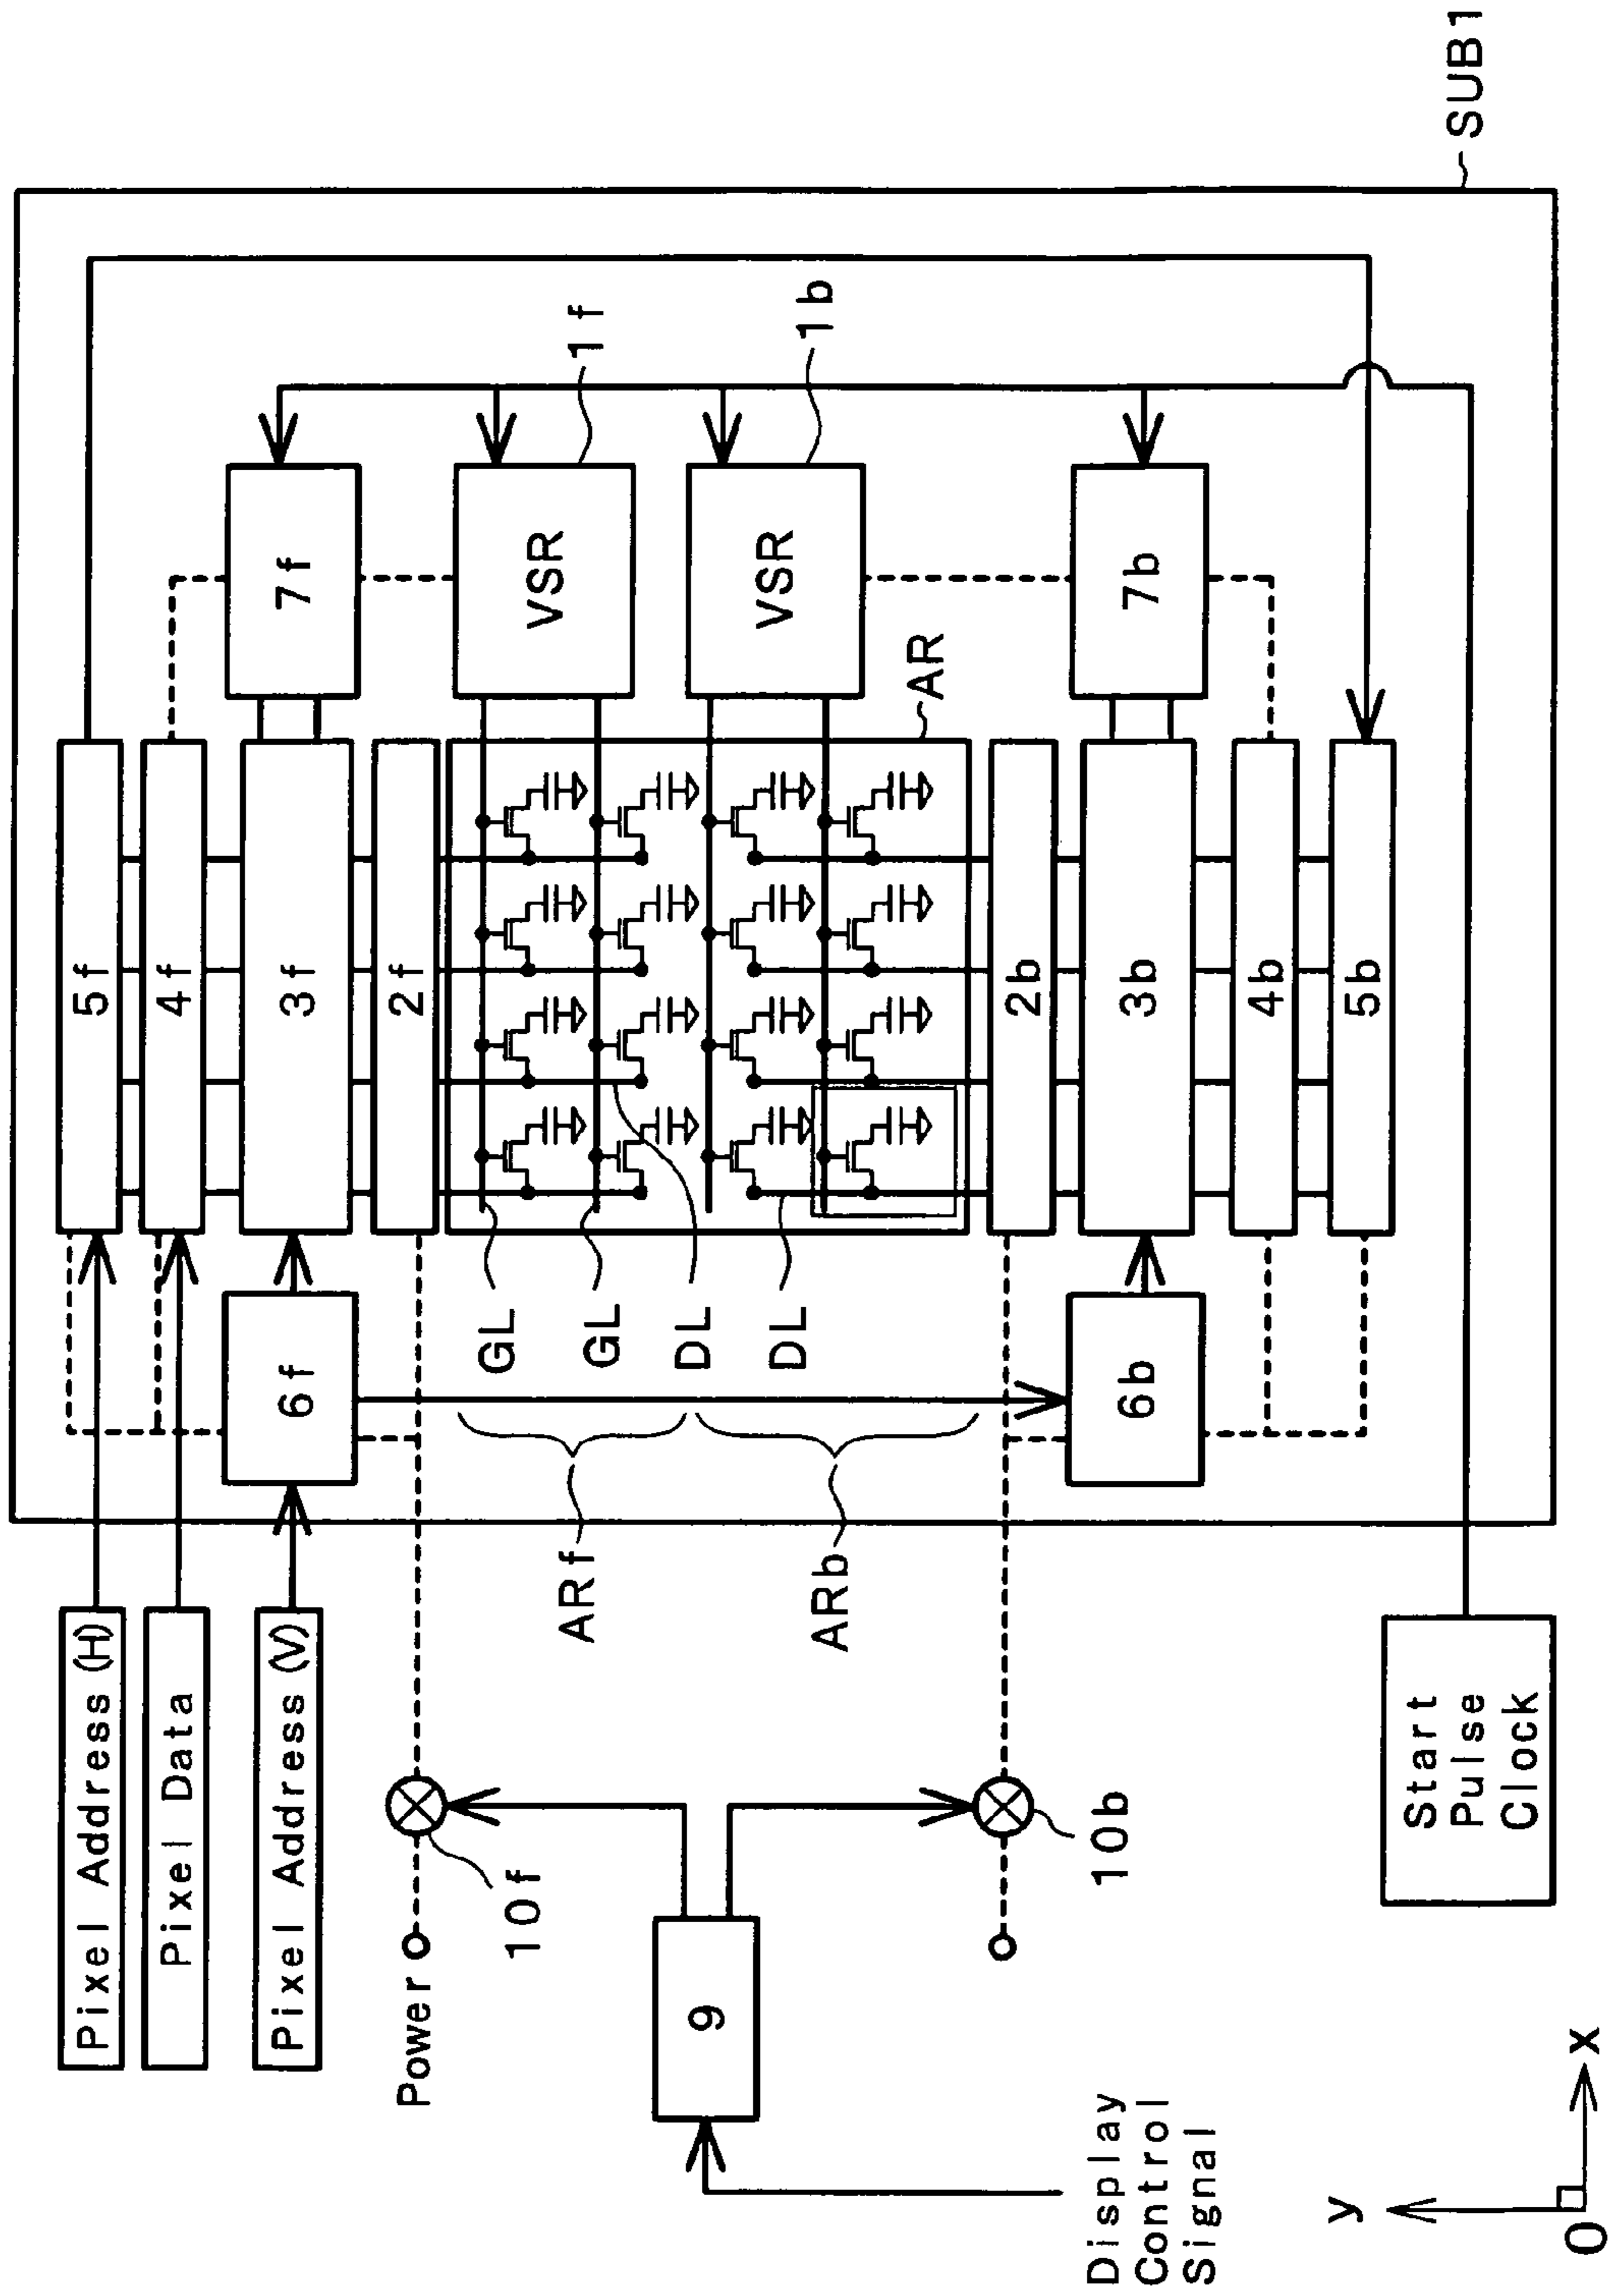 Pixel Address (H)
Pixel Data
Pixel Address (V)
Power
10f
9
Display
Control
Signal
10b
Start
Pulse
Clock
y
x
O
5f
4f
3f
2f
6f
7f
GL
GL
DL
DL
ARf
ARb
VSR
VSR
1f
1b
AR
2b
3b
4b
5b
6b
7b
SUB1